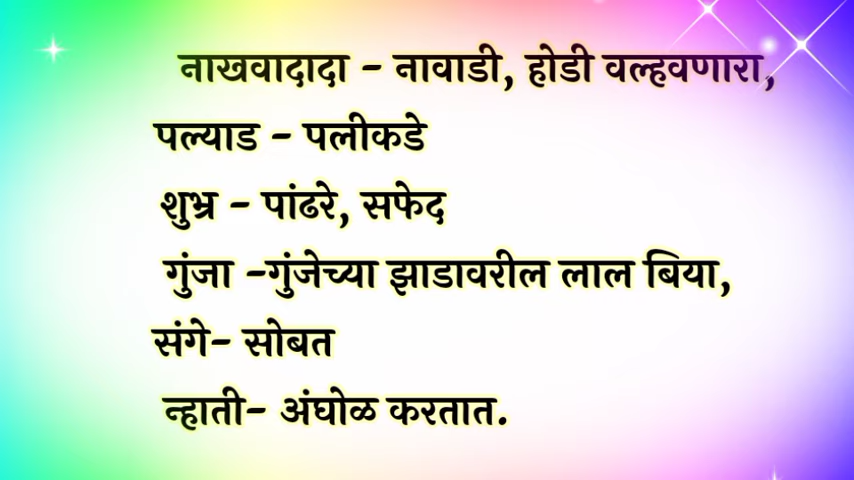 नाखवादादा - नावाडी, होडी वल्हवणारा,
पल्याड - पलीकडे
शुभ्र - पांढरे, सफेद
गुंजा -गुंजेच्या झाडावरील लाल बिया,
संगे- सोबत
न्हाती- अंघोळ करतात.